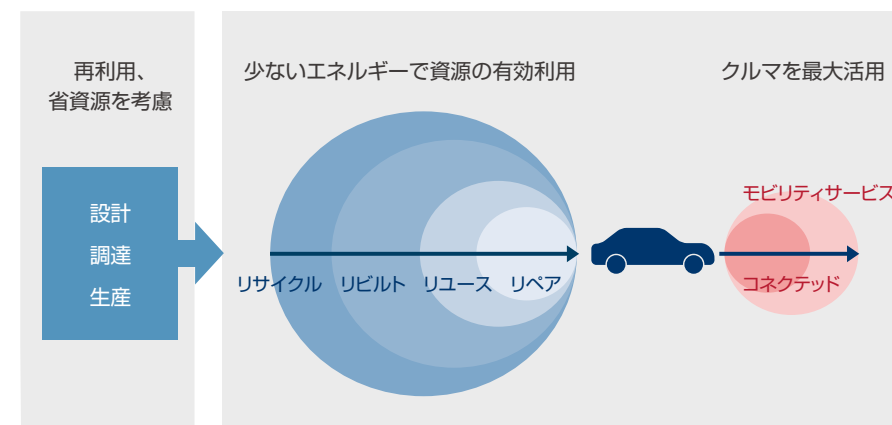 再利用、
省資源を考慮
設計
調達
生産
少ないエネルギーで資源の有効利用
リサイクル
リビルト
リユース
リペア
クルマを最大活用
モビリティサービス
コネクテッド